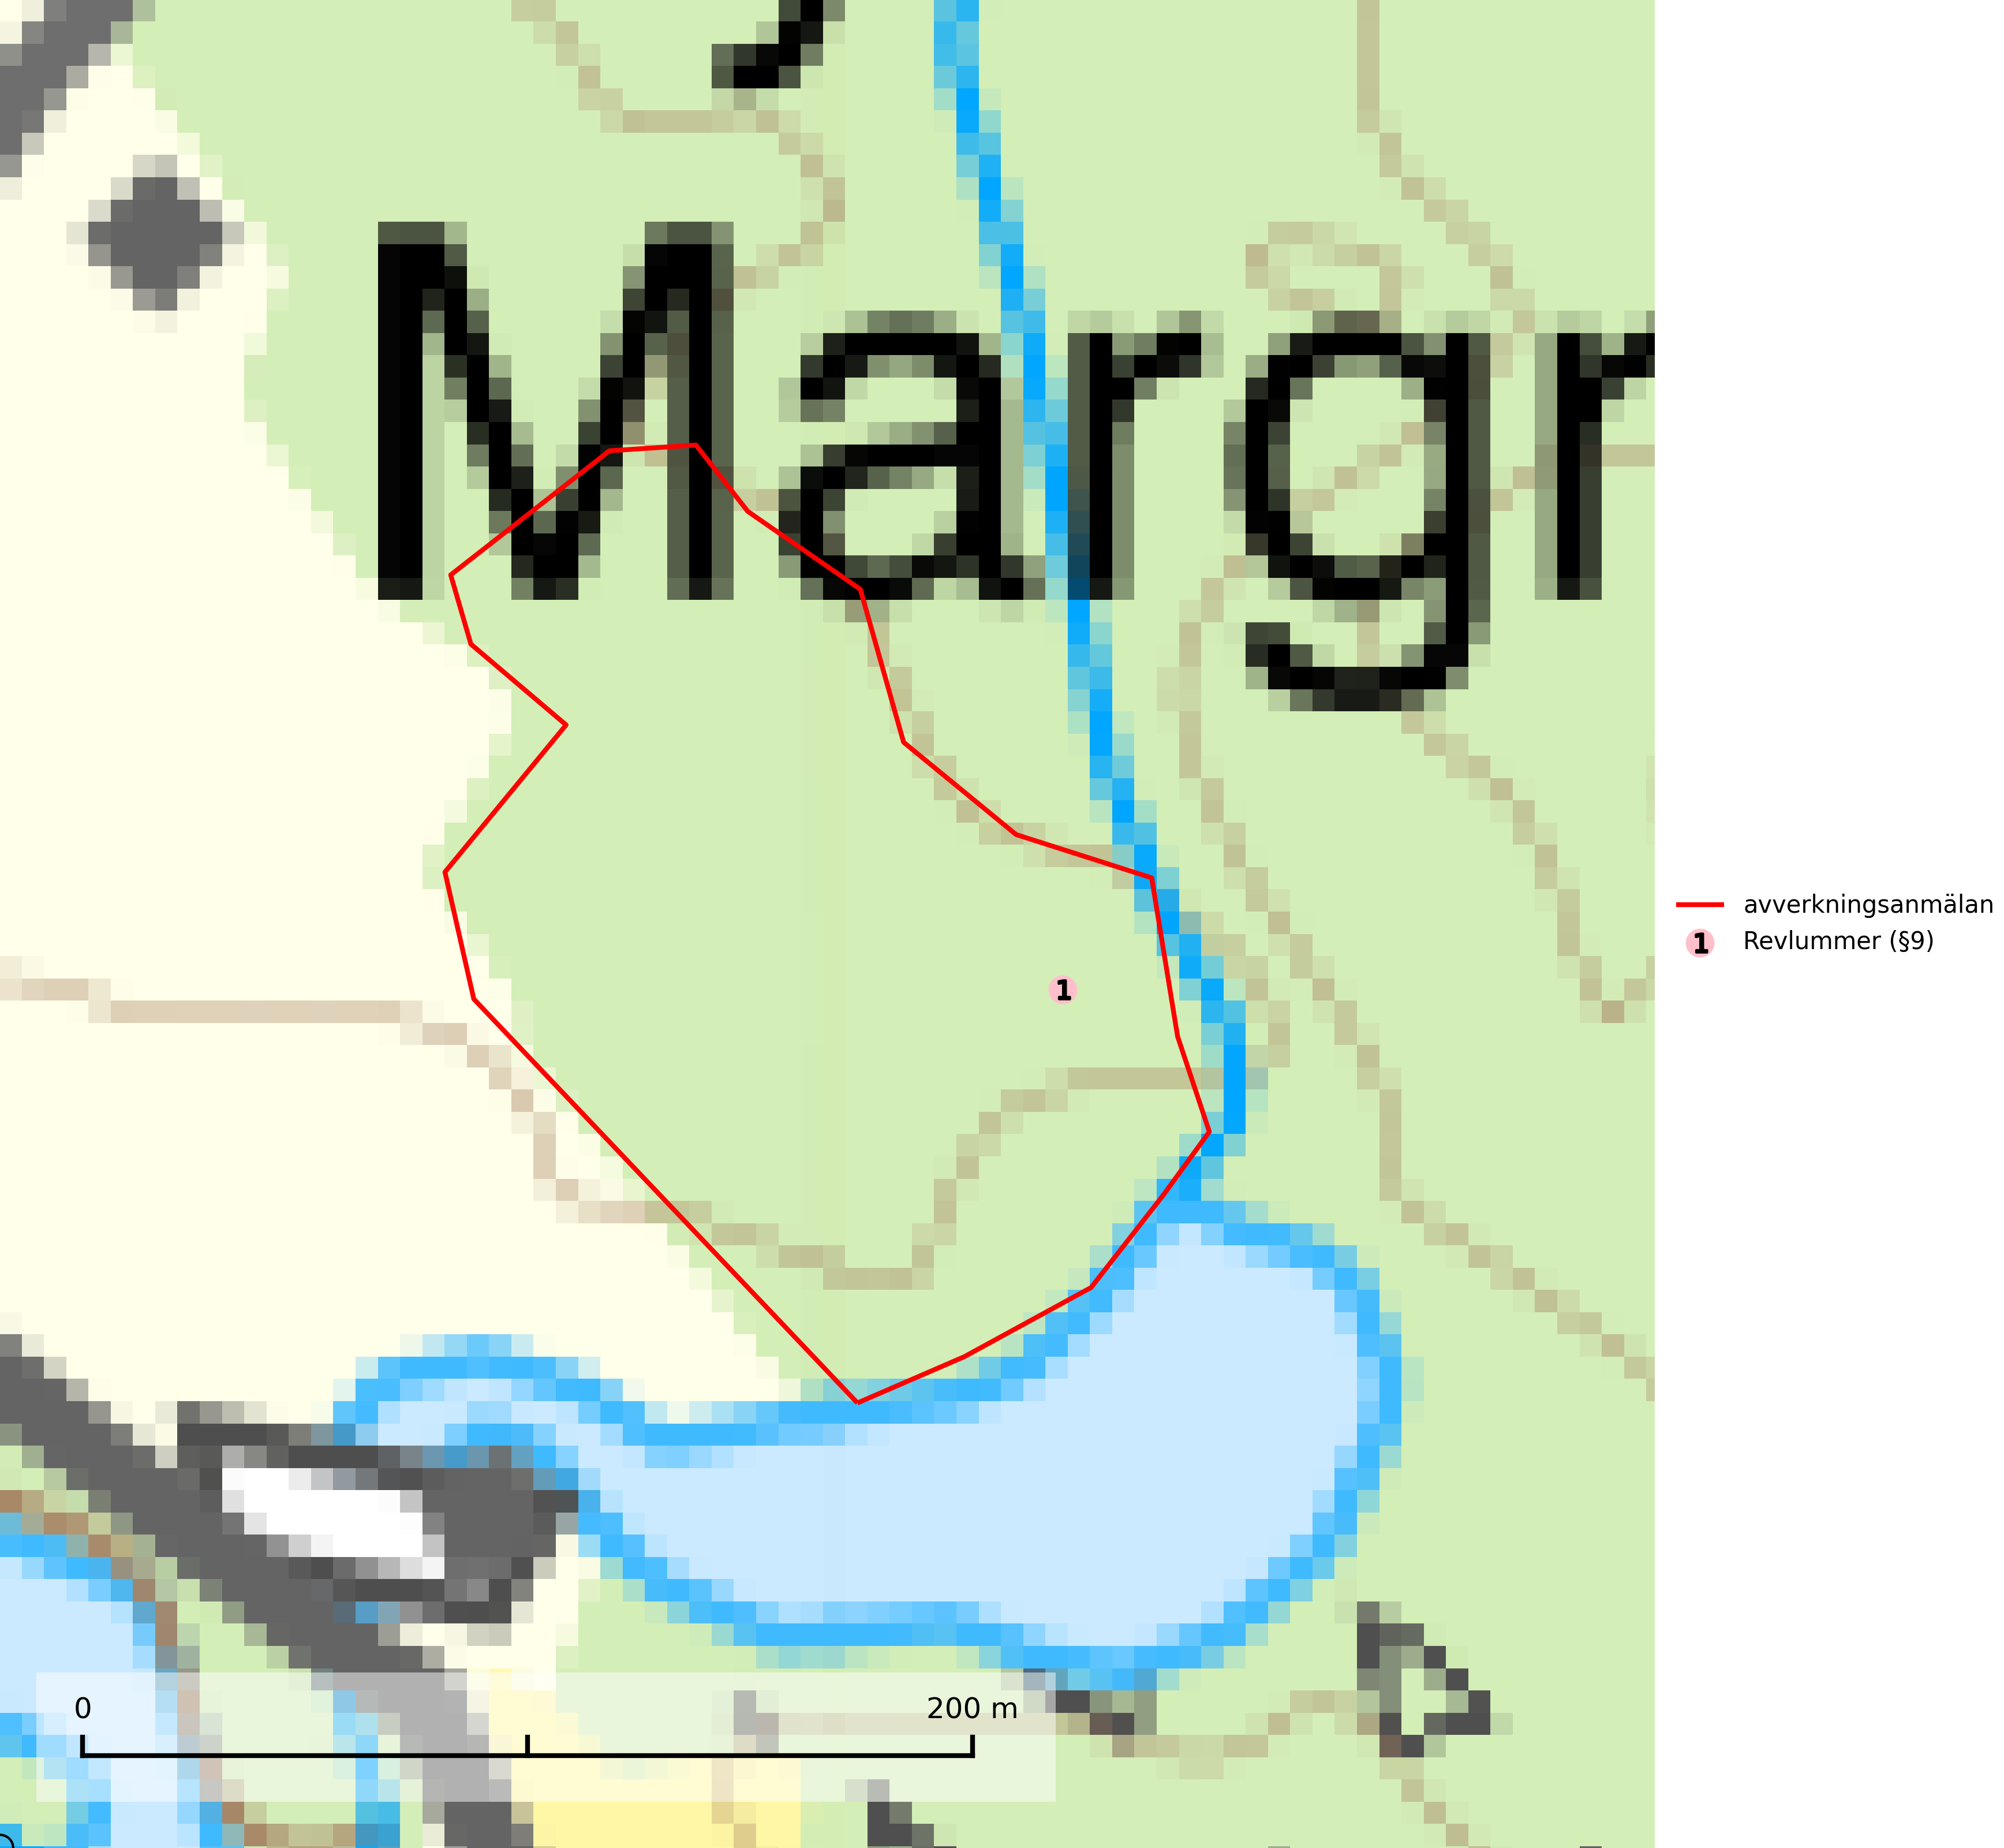 Margr
avverkningsanmälan
1 Revlummer (§9)
1
0 200 m